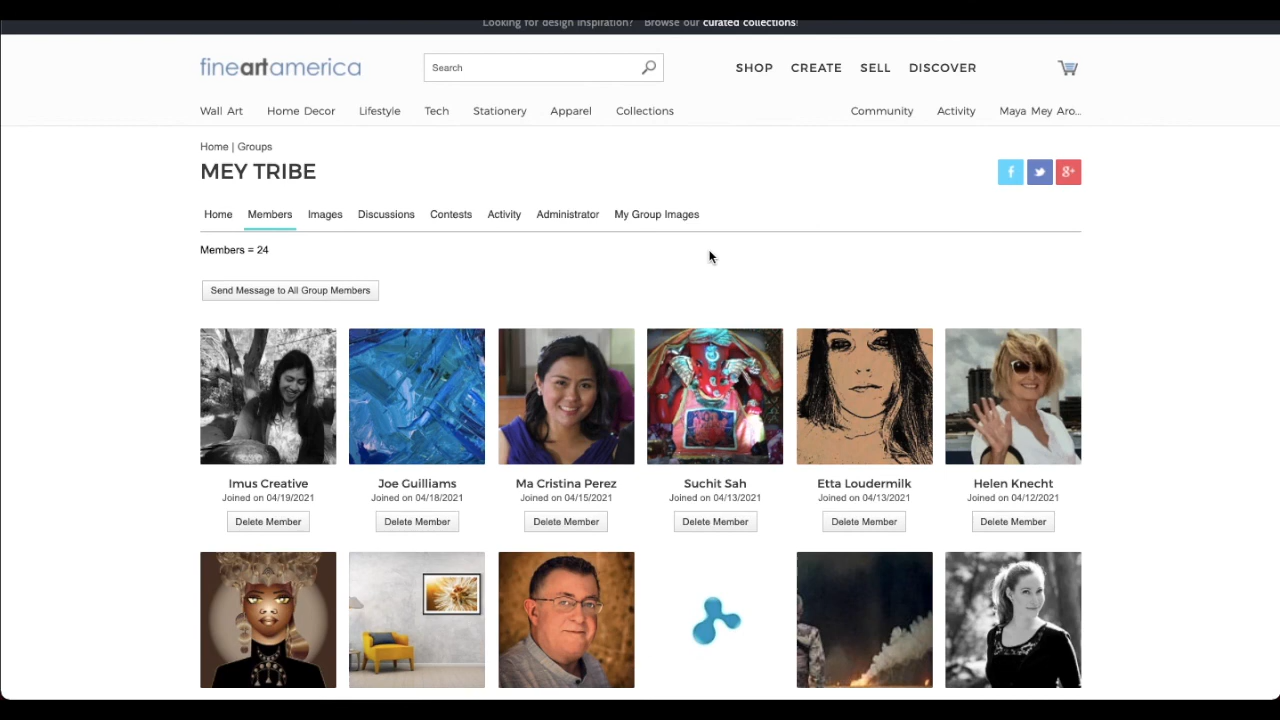 Looking for design inspiration? Browse our curated collections!
fineartamerica
Search
SHOP CREATE SELL DISCOVER
Wall Art Home Decor Lifestyle Tech Stationery Apparel Collections Community Activity Maya Mey Aro...
Home | Groups
MEY TRIBE
f g+
Home Members Images Discussions Contests Activity Administrator My Group Images
Members = 24
Send Message to All Group Members
Imus Creative Joe Guilliams Ma Cristina Perez Suchit Sah Etta Loudermilk Helen Knecht
Joined on 04/19/2021 Joined on 04/18/2021 Joined on 04/15/2021 Joined on 04/13/2021 Joined on 04/13/2021 Joined on 04/12/2021
Delete Member Delete Member Delete Member Delete Member Delete Member Delete Member